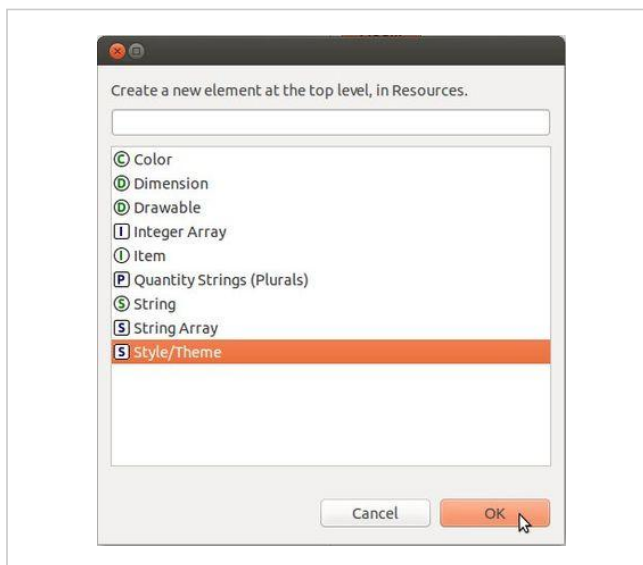 Create a new element at the top level, in Resources.
C Color
D Dimension
D Drawable
I Integer Array
I Item
P Quantity Strings (Plurals)
S String
S String Array
S Style/Theme
Cancel
OK